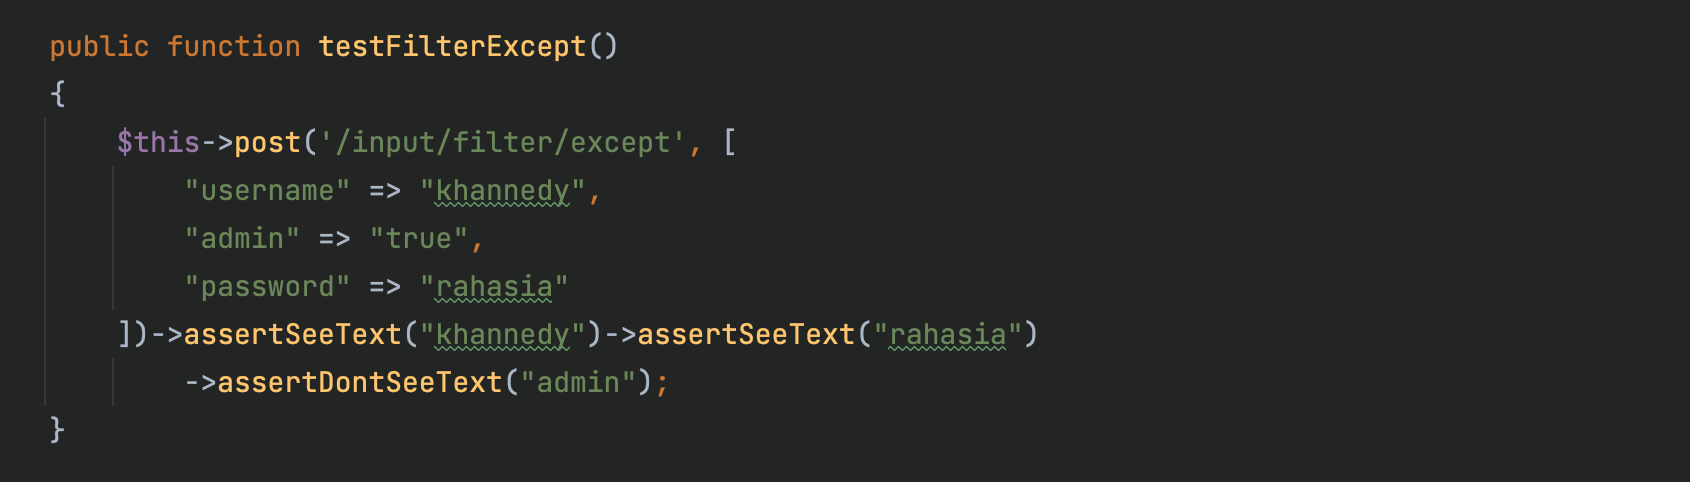 public function testFilterExcept()
{
    $this->post('/input/filter/except', [
        "username" => "khannedy",
        "admin" => "true",
        "password" => "rahasia"
    ])->assertSeeText("khannedy")->assertSeeText("rahasia")
        ->assertDontSeeText("admin");
}